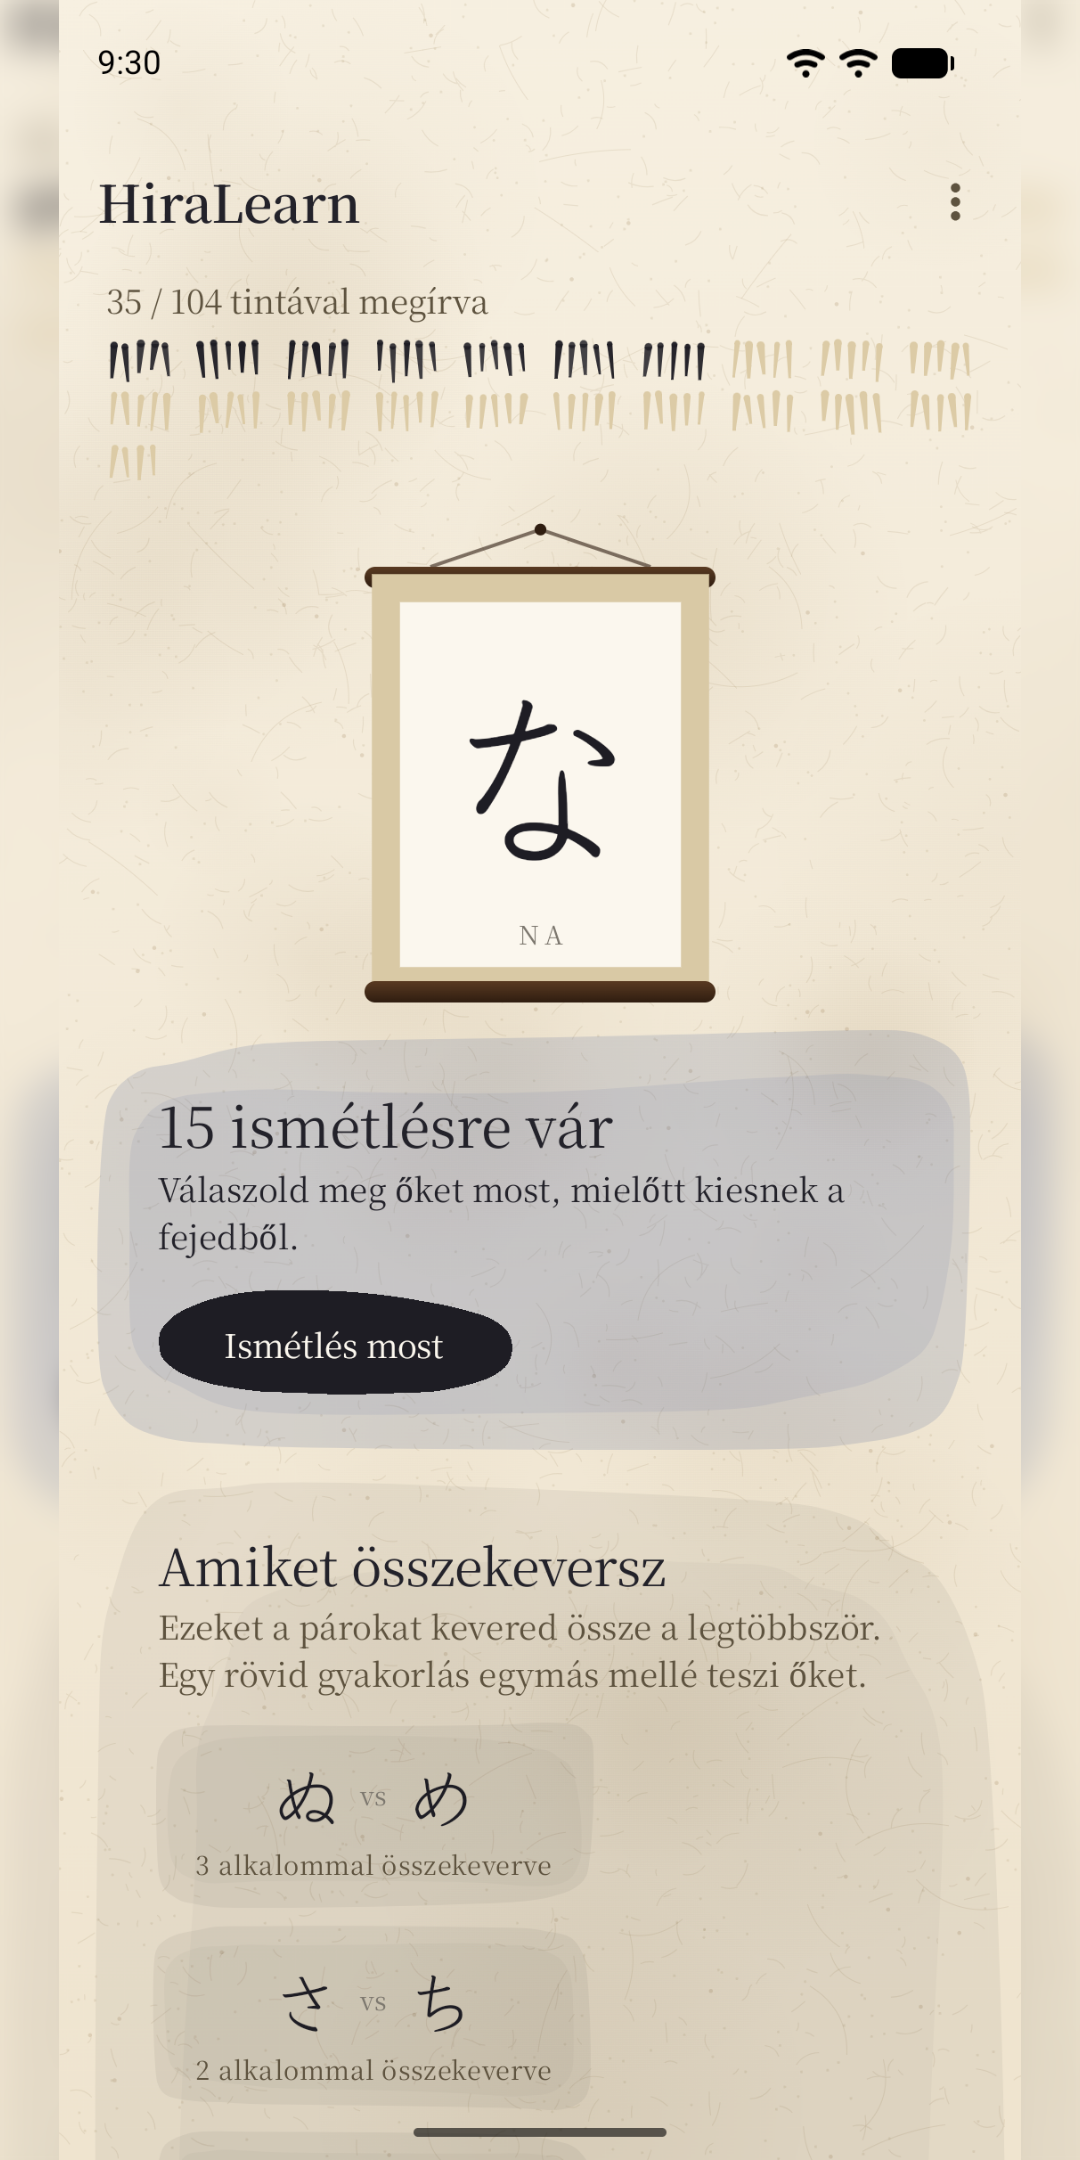 9:30
HiraLearn
35 / 104 tintával megírva
な
NA
15 ismétlésre vár
Válaszold meg őket most, mielőtt kiesnek a
fejedből.
Ismétlés most
Amiket összekeversz
Ezeket a párokat kevered össze a legtöbbször.
Egy rövid gyakorlás egymás mellé teszi őket.
ぬ vs め
3 alkalommal összekeverve
さ vs ち
2 alkalommal összekeverve